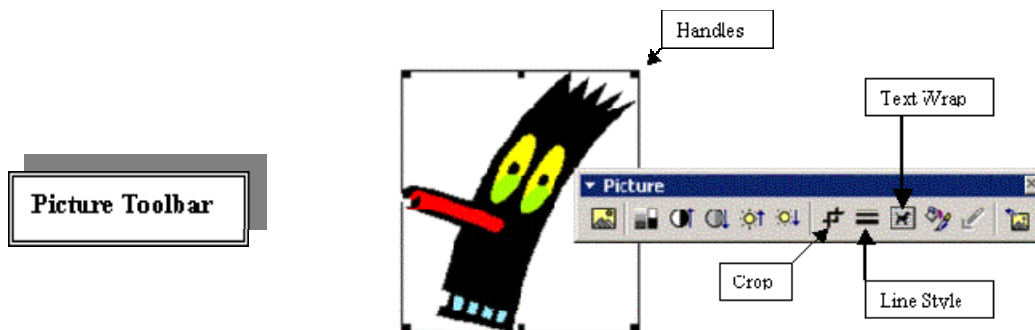 Handles
Text Wrap
Picture Toolbar
Picture
Crop
Line Style